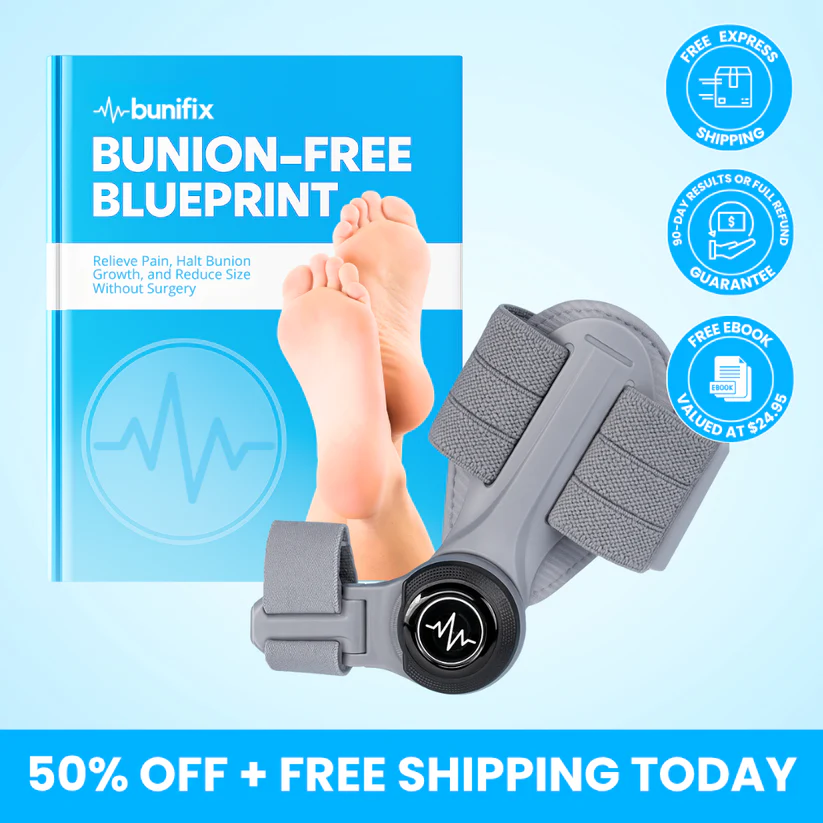 bunifix
BUNION-FREE
BLUEPRINT
Relieve Pain, Halt Bunion
Growth, and Reduce Size
Without Surgery
FREE EXPRESS
SHIPPING
90-DAY RESULTS OR FULL REFUND
$
GUARANTEE
FREE EBOOK
EBOOK
VALUED AT $24.95
50% OFF + FREE SHIPPING TODAY